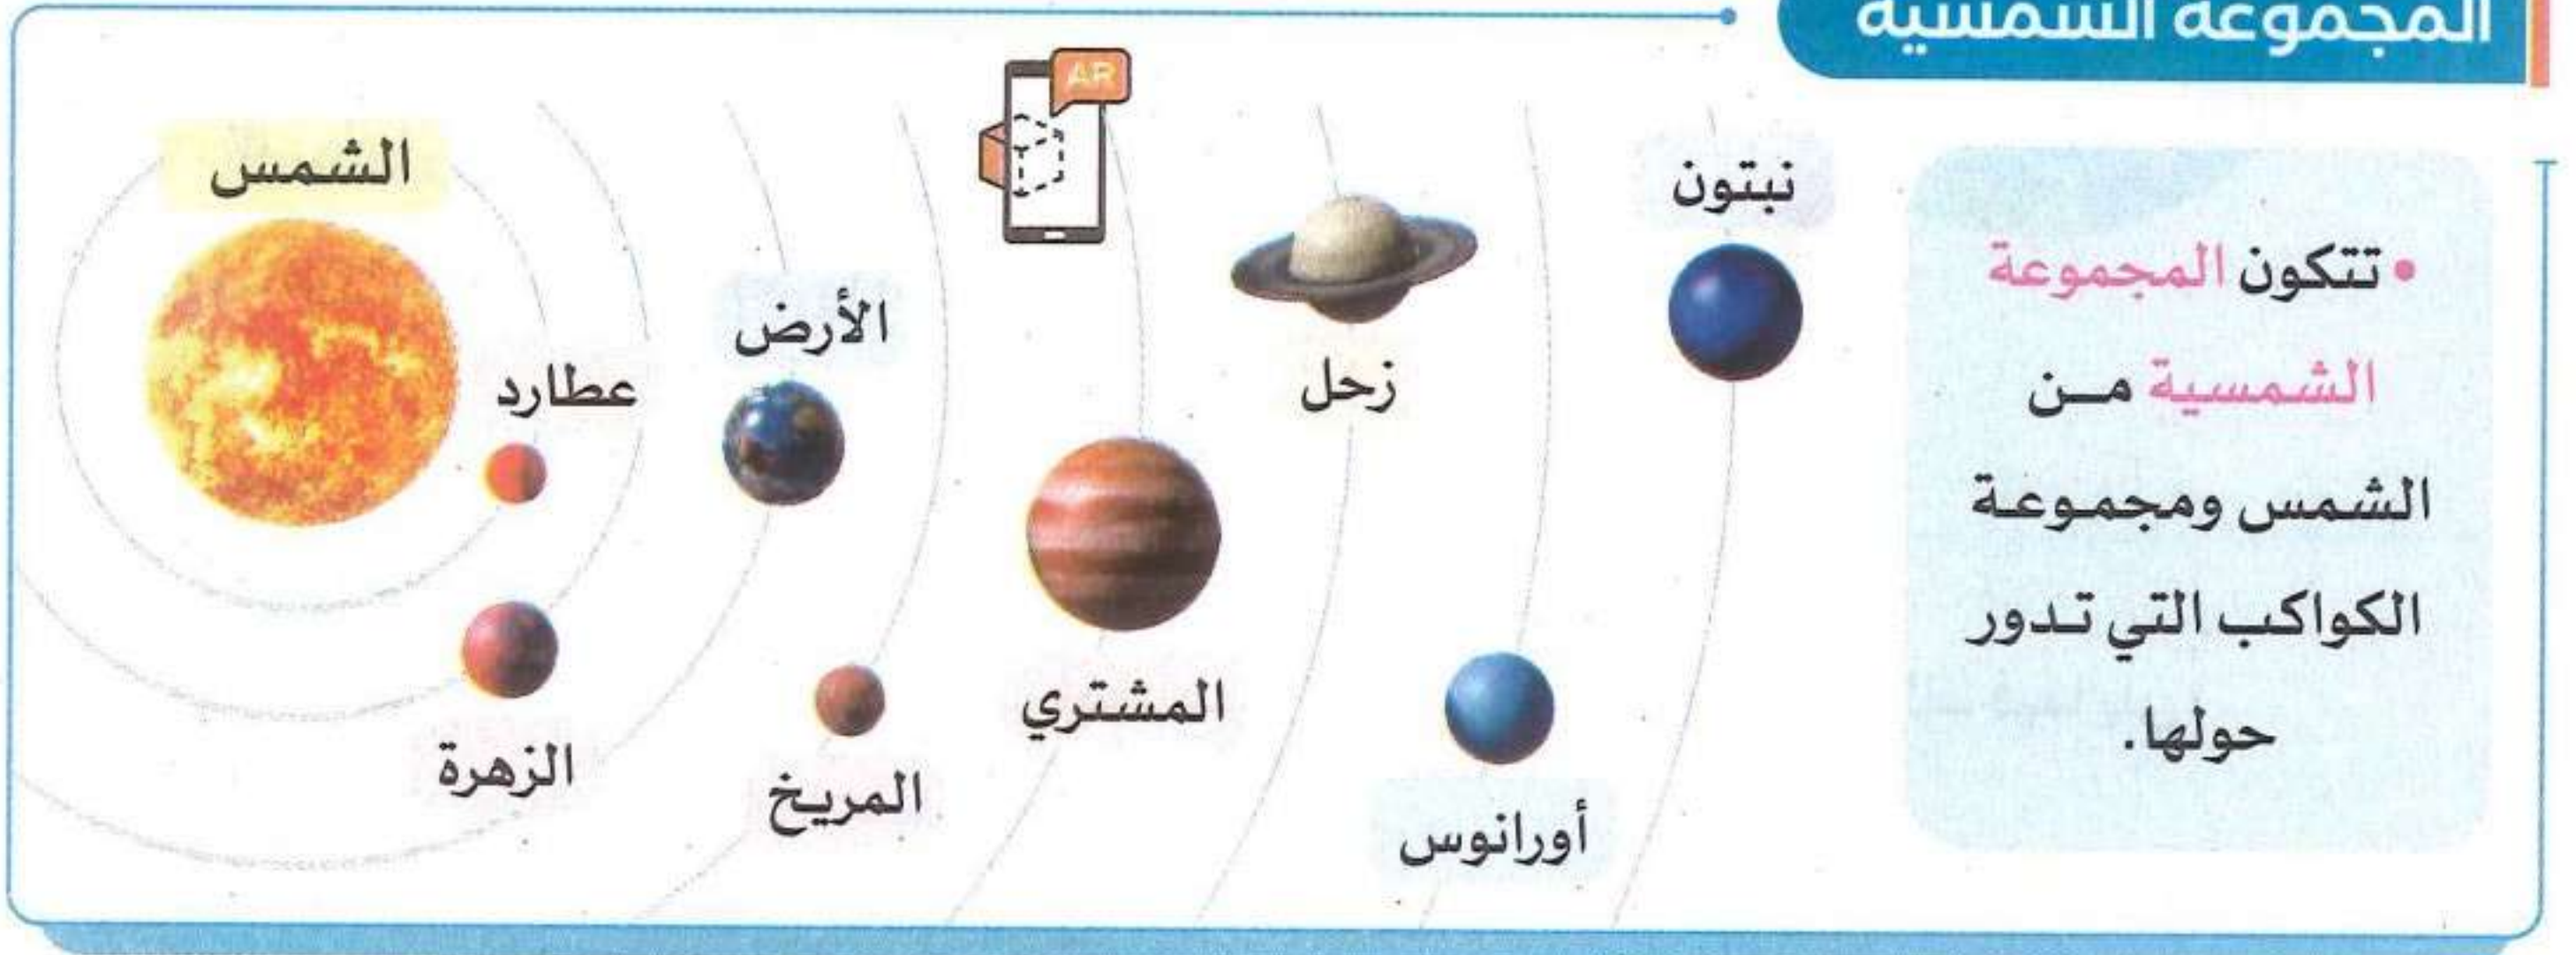 المجموعة الشمسية
• تتكون المجموعة
الشمسية من
الشمس ومجموعة
الكواكب التي تدور
حولها.
AR
الشمس
عطارد
الزهرة
الأرض
المريخ
المشتري
زحل
أورانوس
نبتون